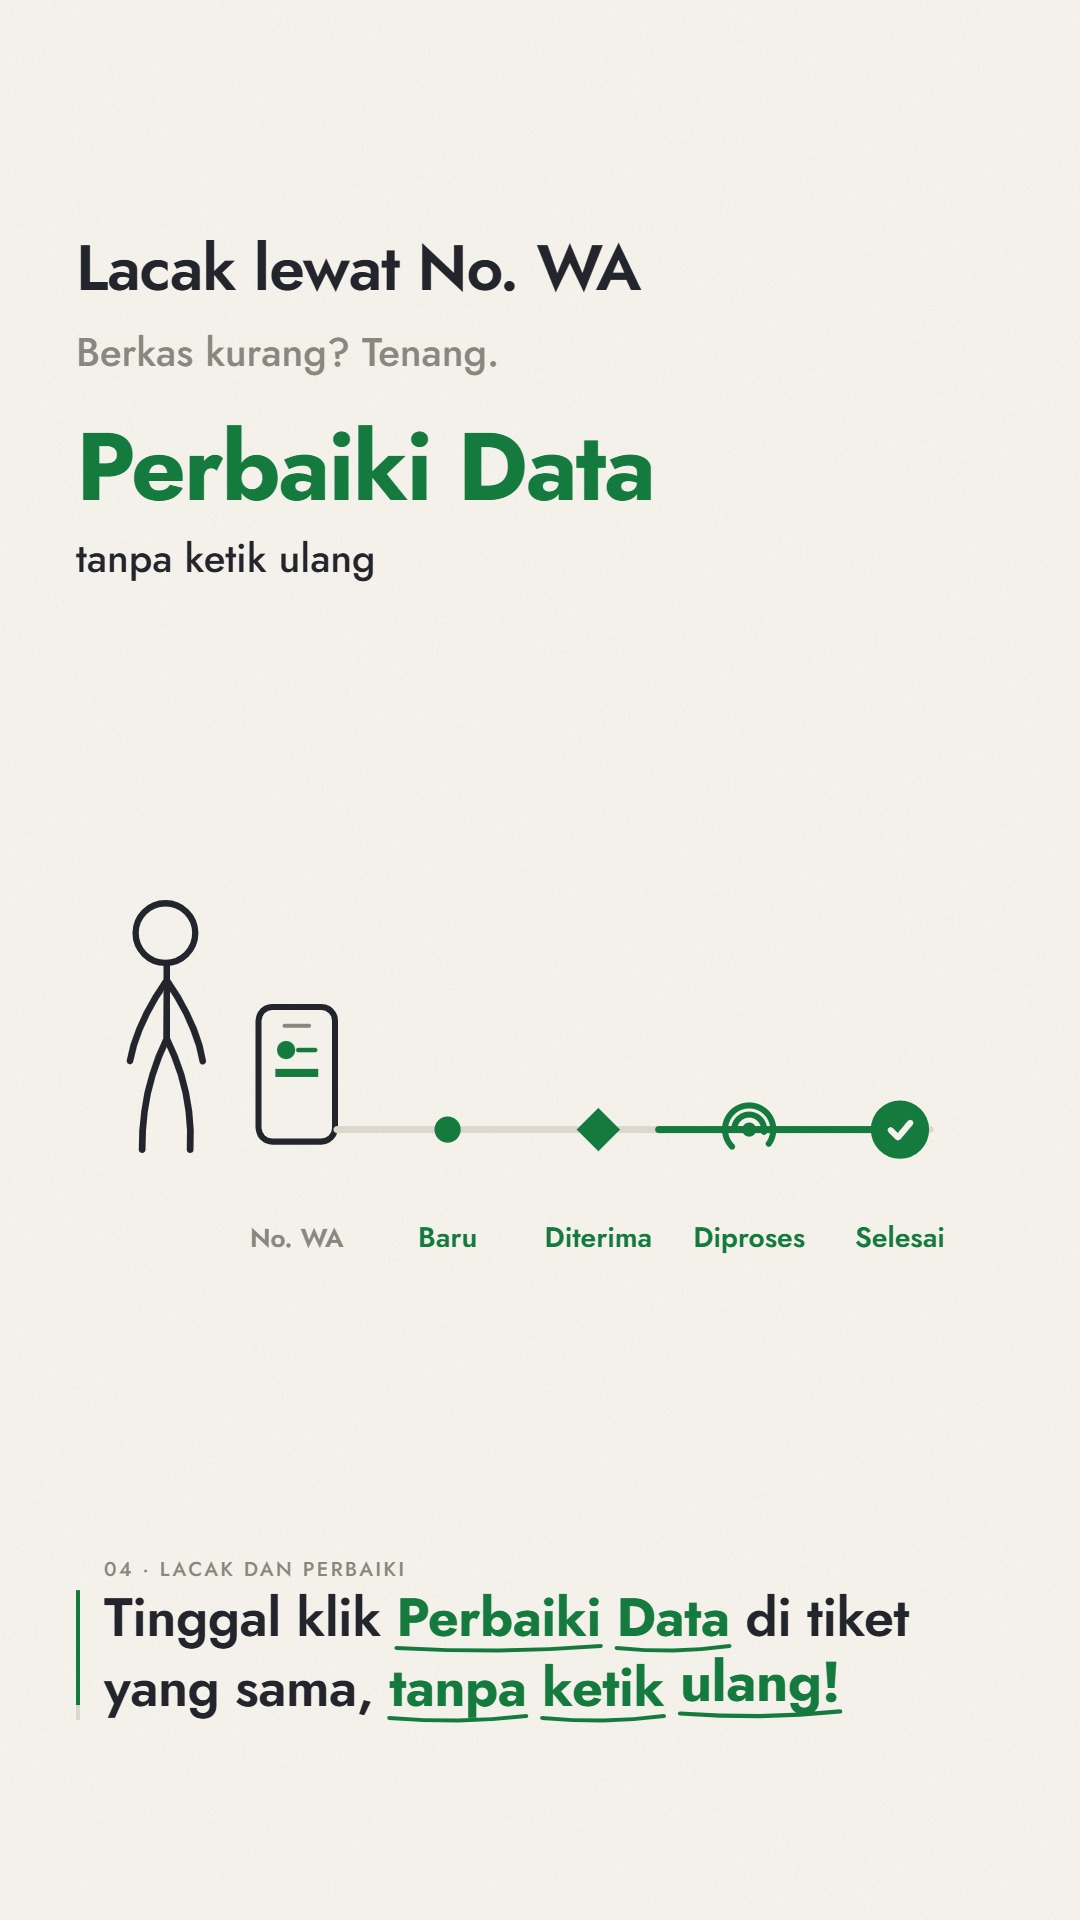 Lacak lewat No. WA
Berkas kurang? Tenang.
Perbaiki Data
tanpa ketik ulang
No. WA Baru Diterima Diproses Selesai
04 · LACAK DAN PERBAIKI
Tinggal klik Perbaiki Data di tiket
yang sama, tanpa ketik ulang!